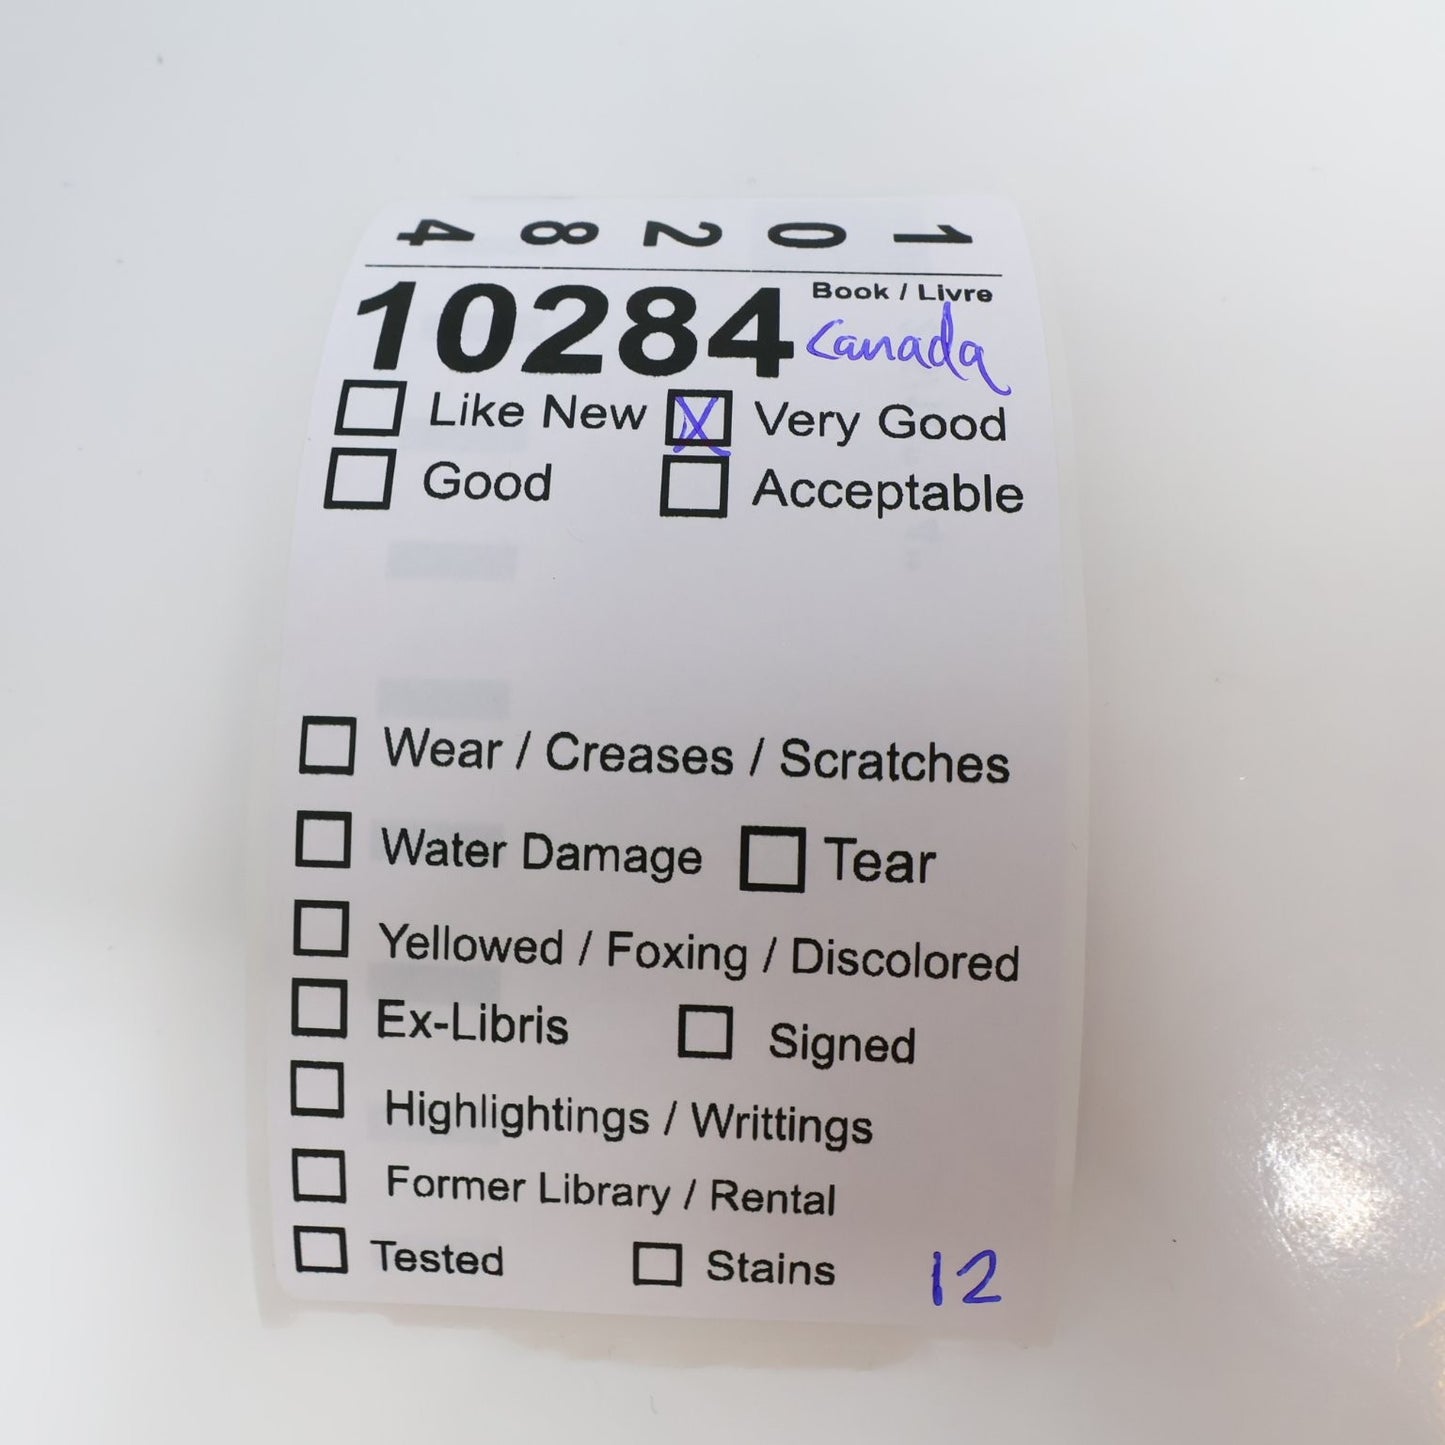 10284
Book / Livre
10284 Canada
Like New X Very Good
Good Acceptable
Wear / Creases / Scratches
Water Damage Tear
Yellowed / Foxing / Discolored
Ex-Libris Signed
Highlightings / Writtings
Former Library / Rental
Tested Stains 12